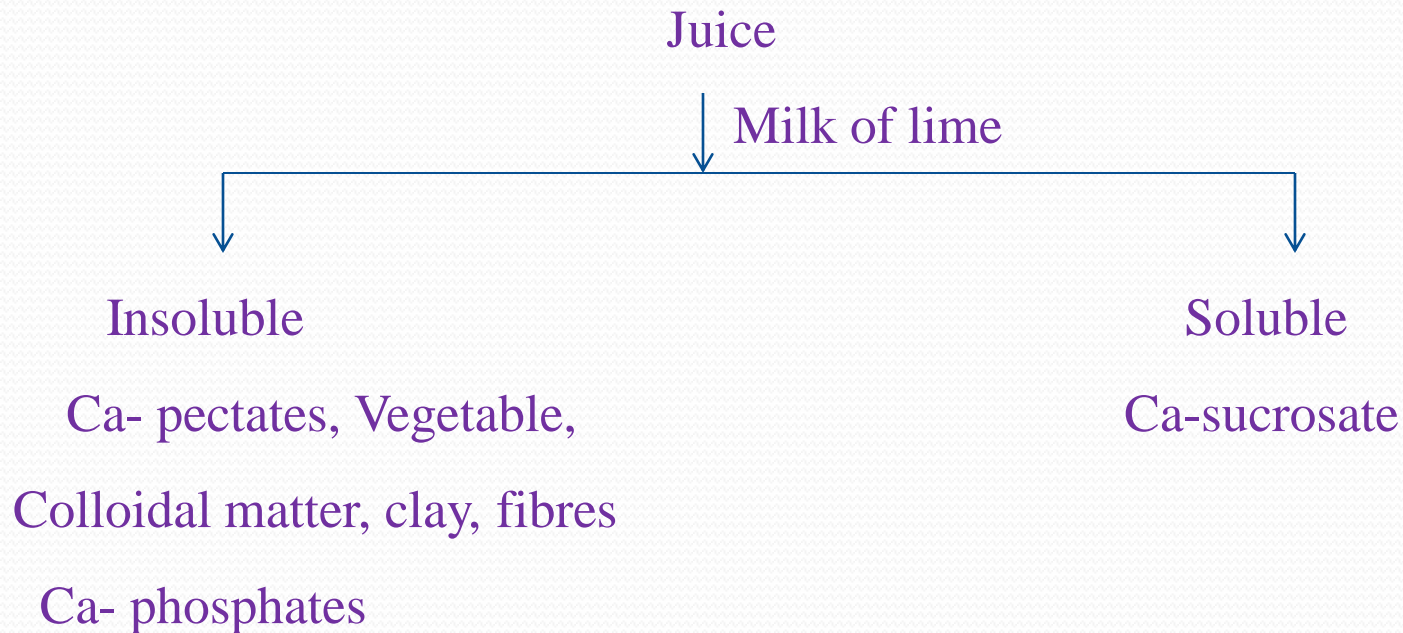 Juice
Milk of lime
Insoluble
Soluble
Ca- pectates, Vegetable,
Ca-sucrosate
Colloidal matter, clay, fibres
Ca- phosphates